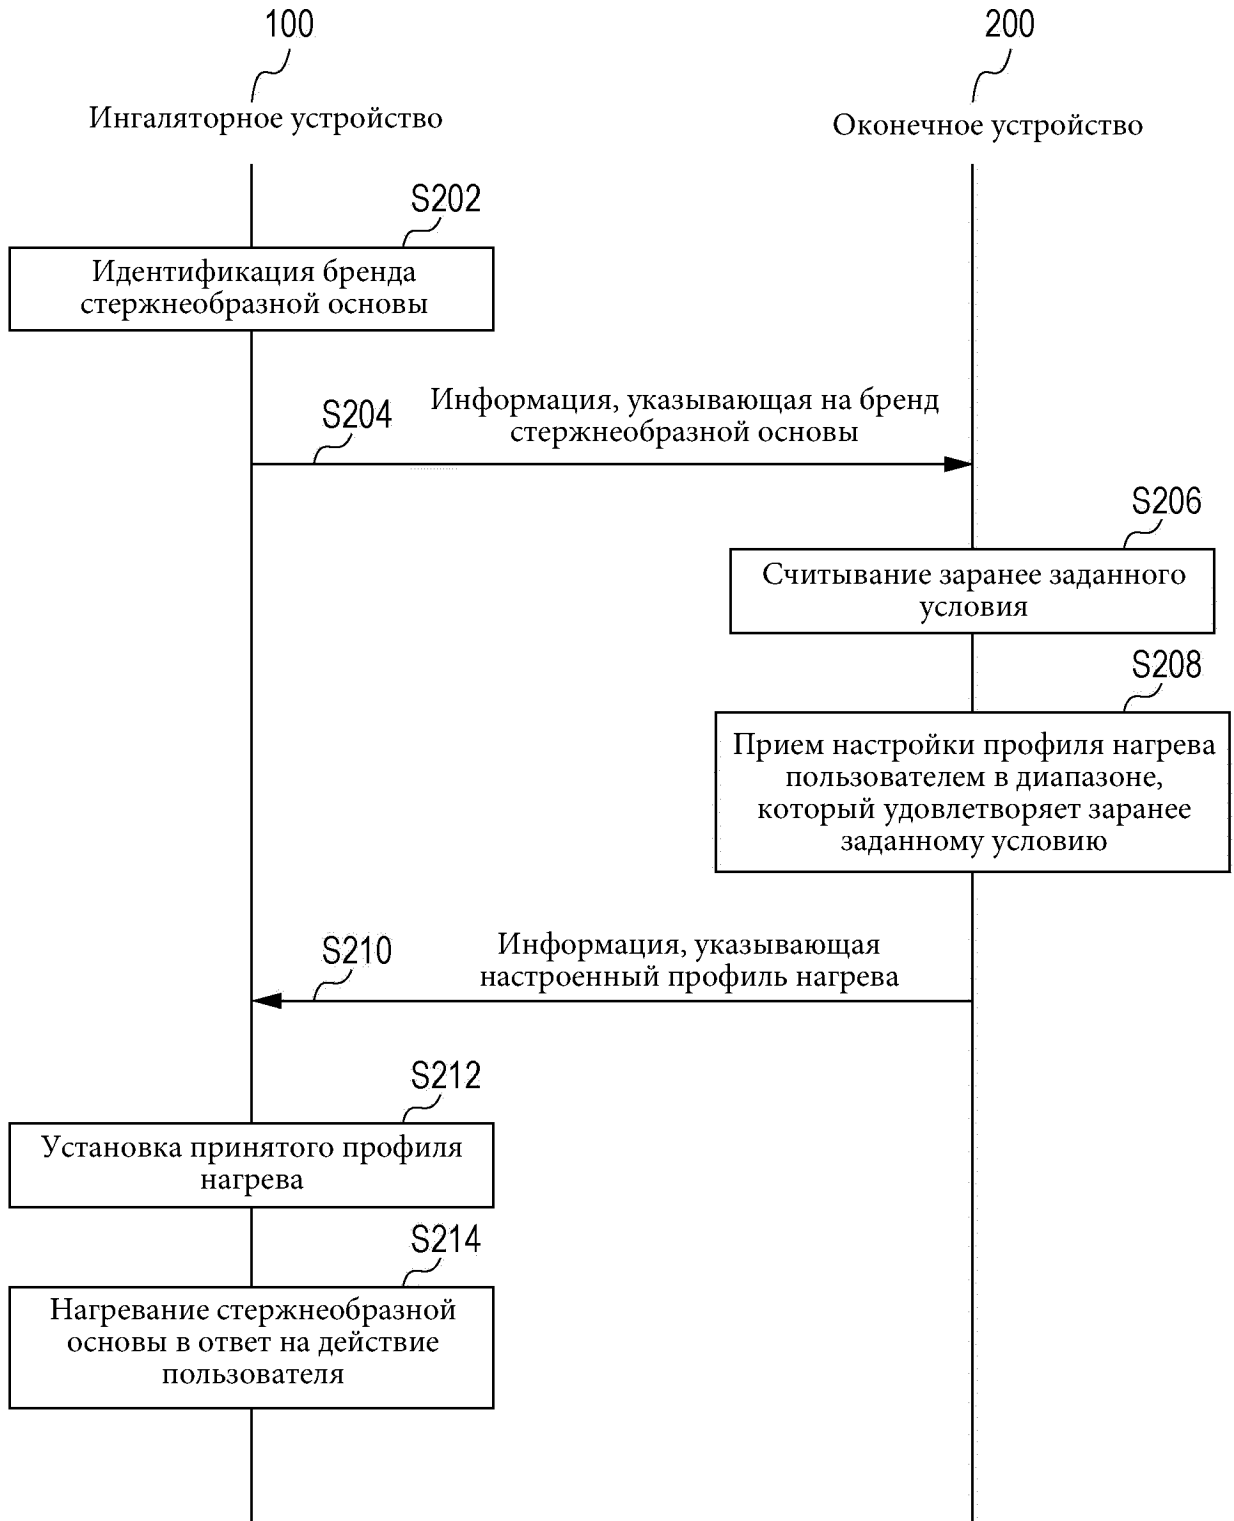 100
200
Ингаляторное устройство
Оконечное устройство
S202
Идентификация бренда
стержнеобразной основы
S204
Информация, указывающая на бренд
стержнеобразной основы
S206
Считывание заранее заданного
условия
S208
Прием настройки профиля нагрева
пользователем в диапазоне,
который удовлетворяет заранее
заданному условию
S210
Информация, указывающая
настроенный профиль нагрева
S212
Установка принятого профиля
нагрева
S214
Нагревание стержнеобразной
основы в ответ на действие
пользователя